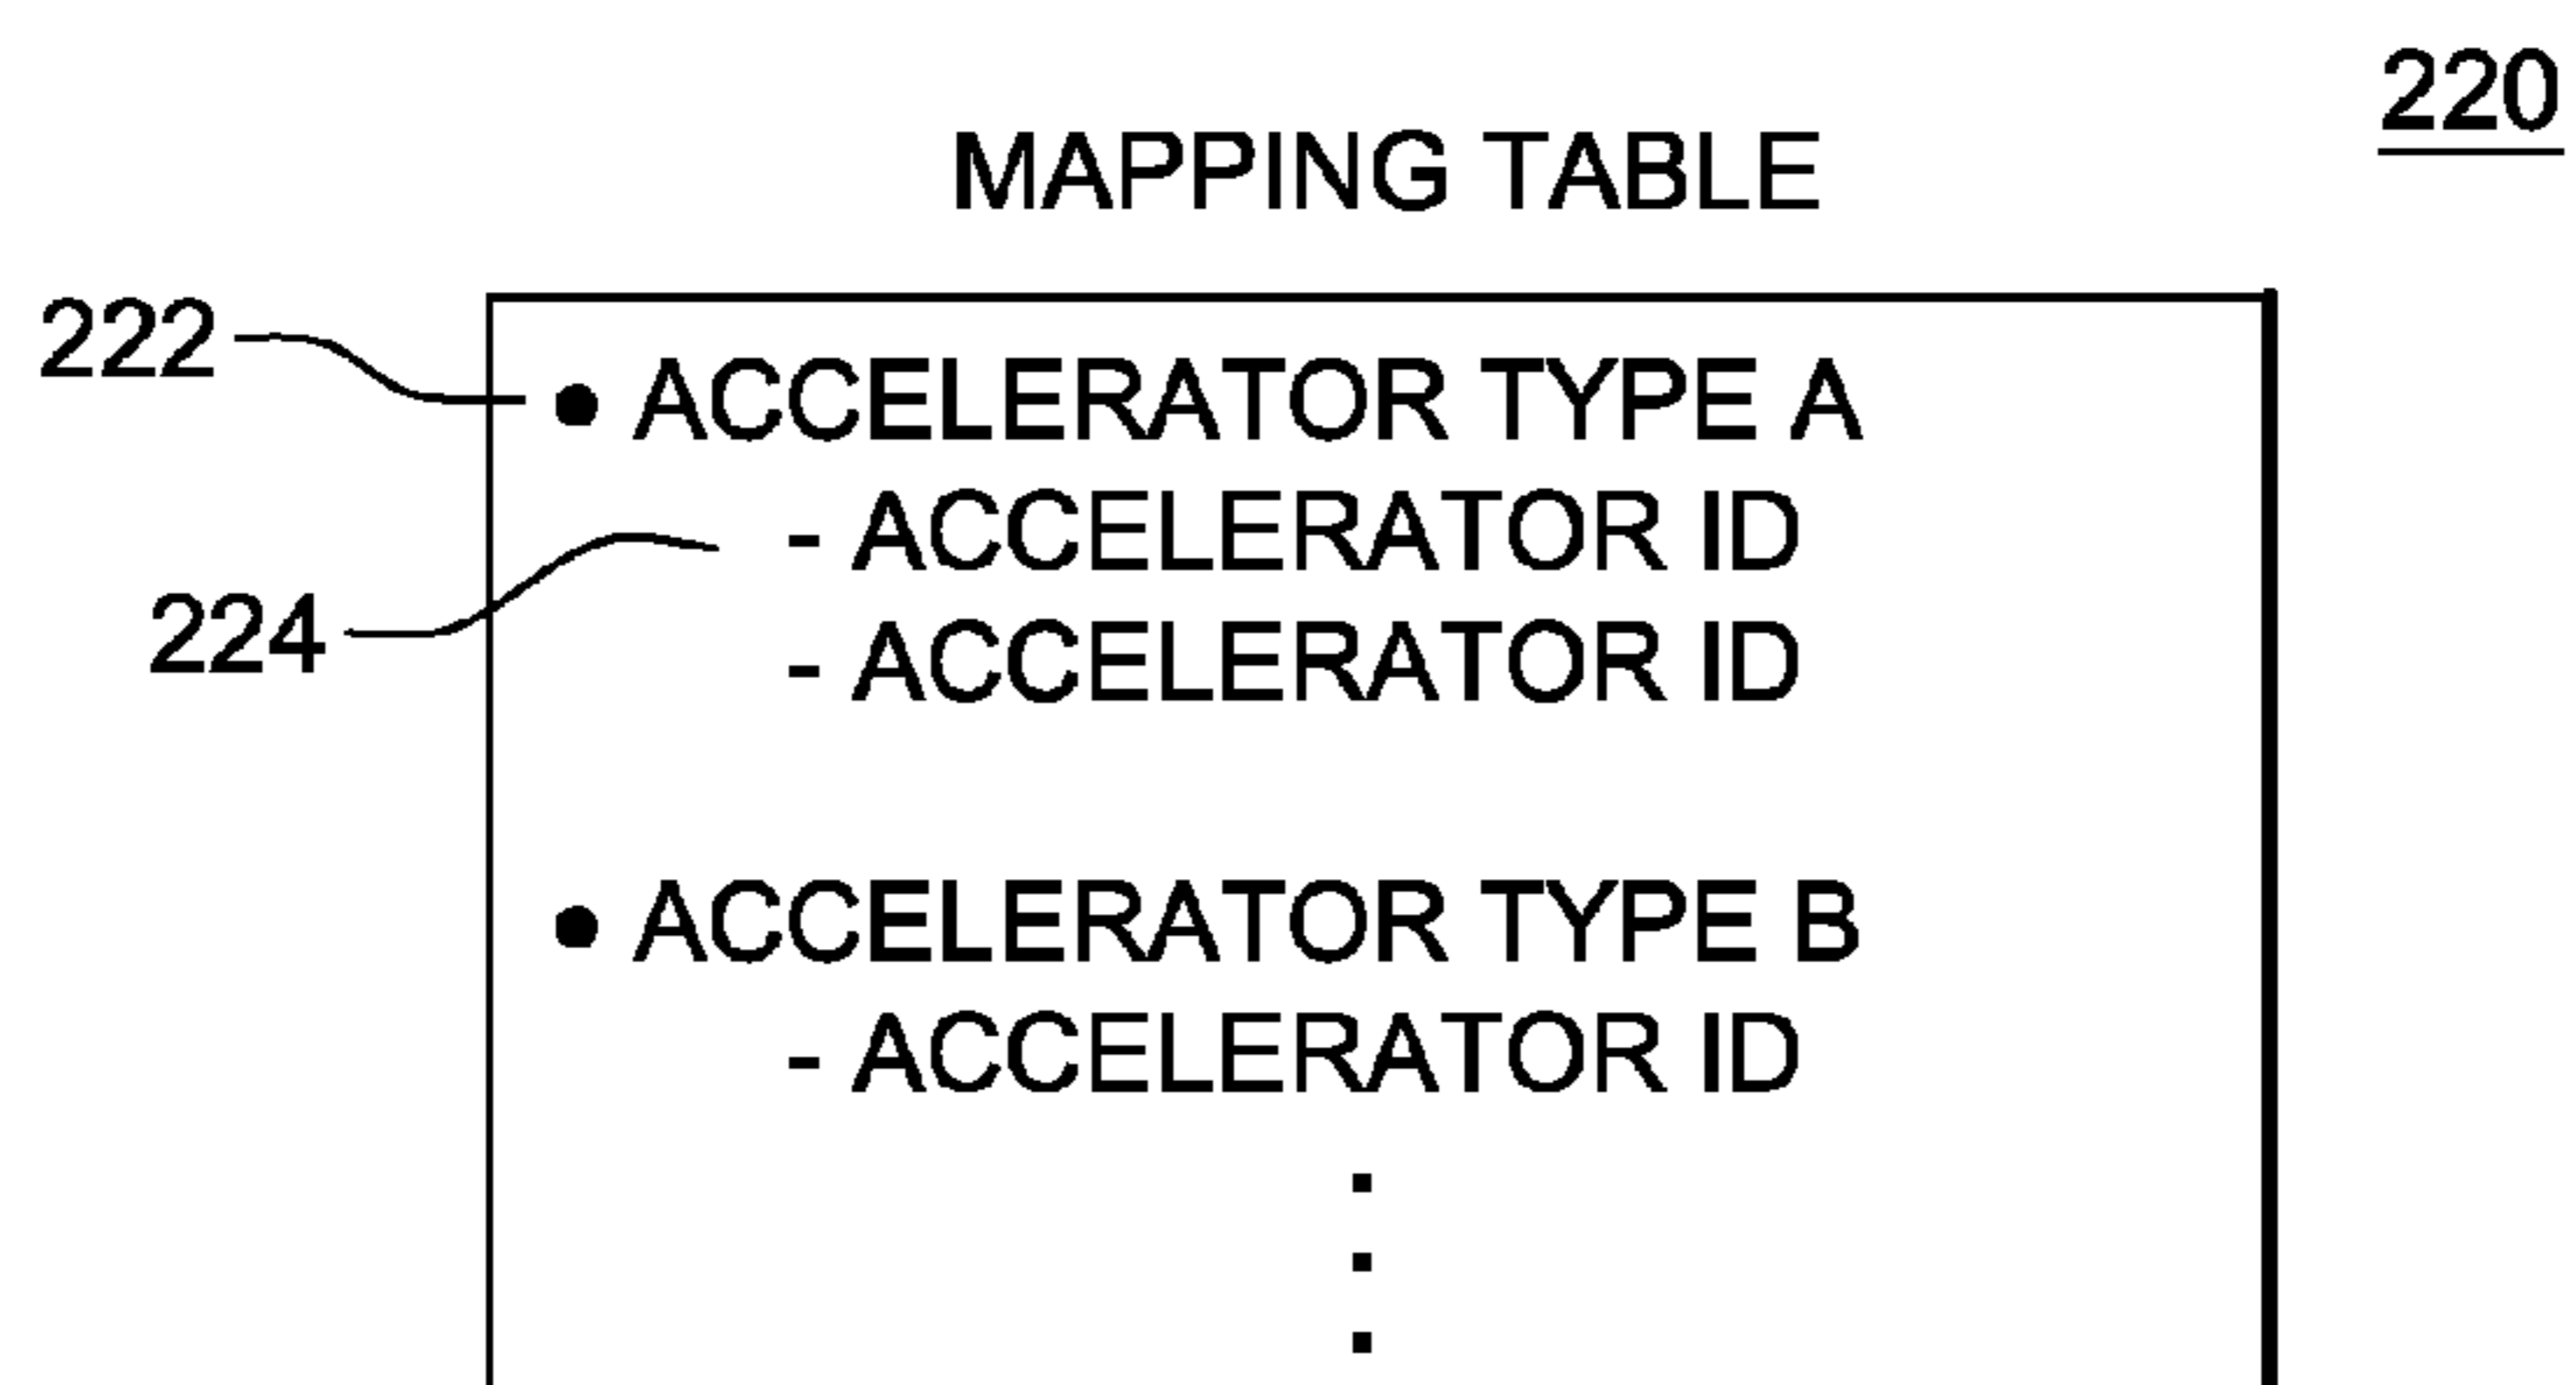 220
MAPPING TABLE
222
● ACCELERATOR TYPE A
- ACCELERATOR ID
224
- ACCELERATOR ID
● ACCELERATOR TYPE B
- ACCELERATOR ID